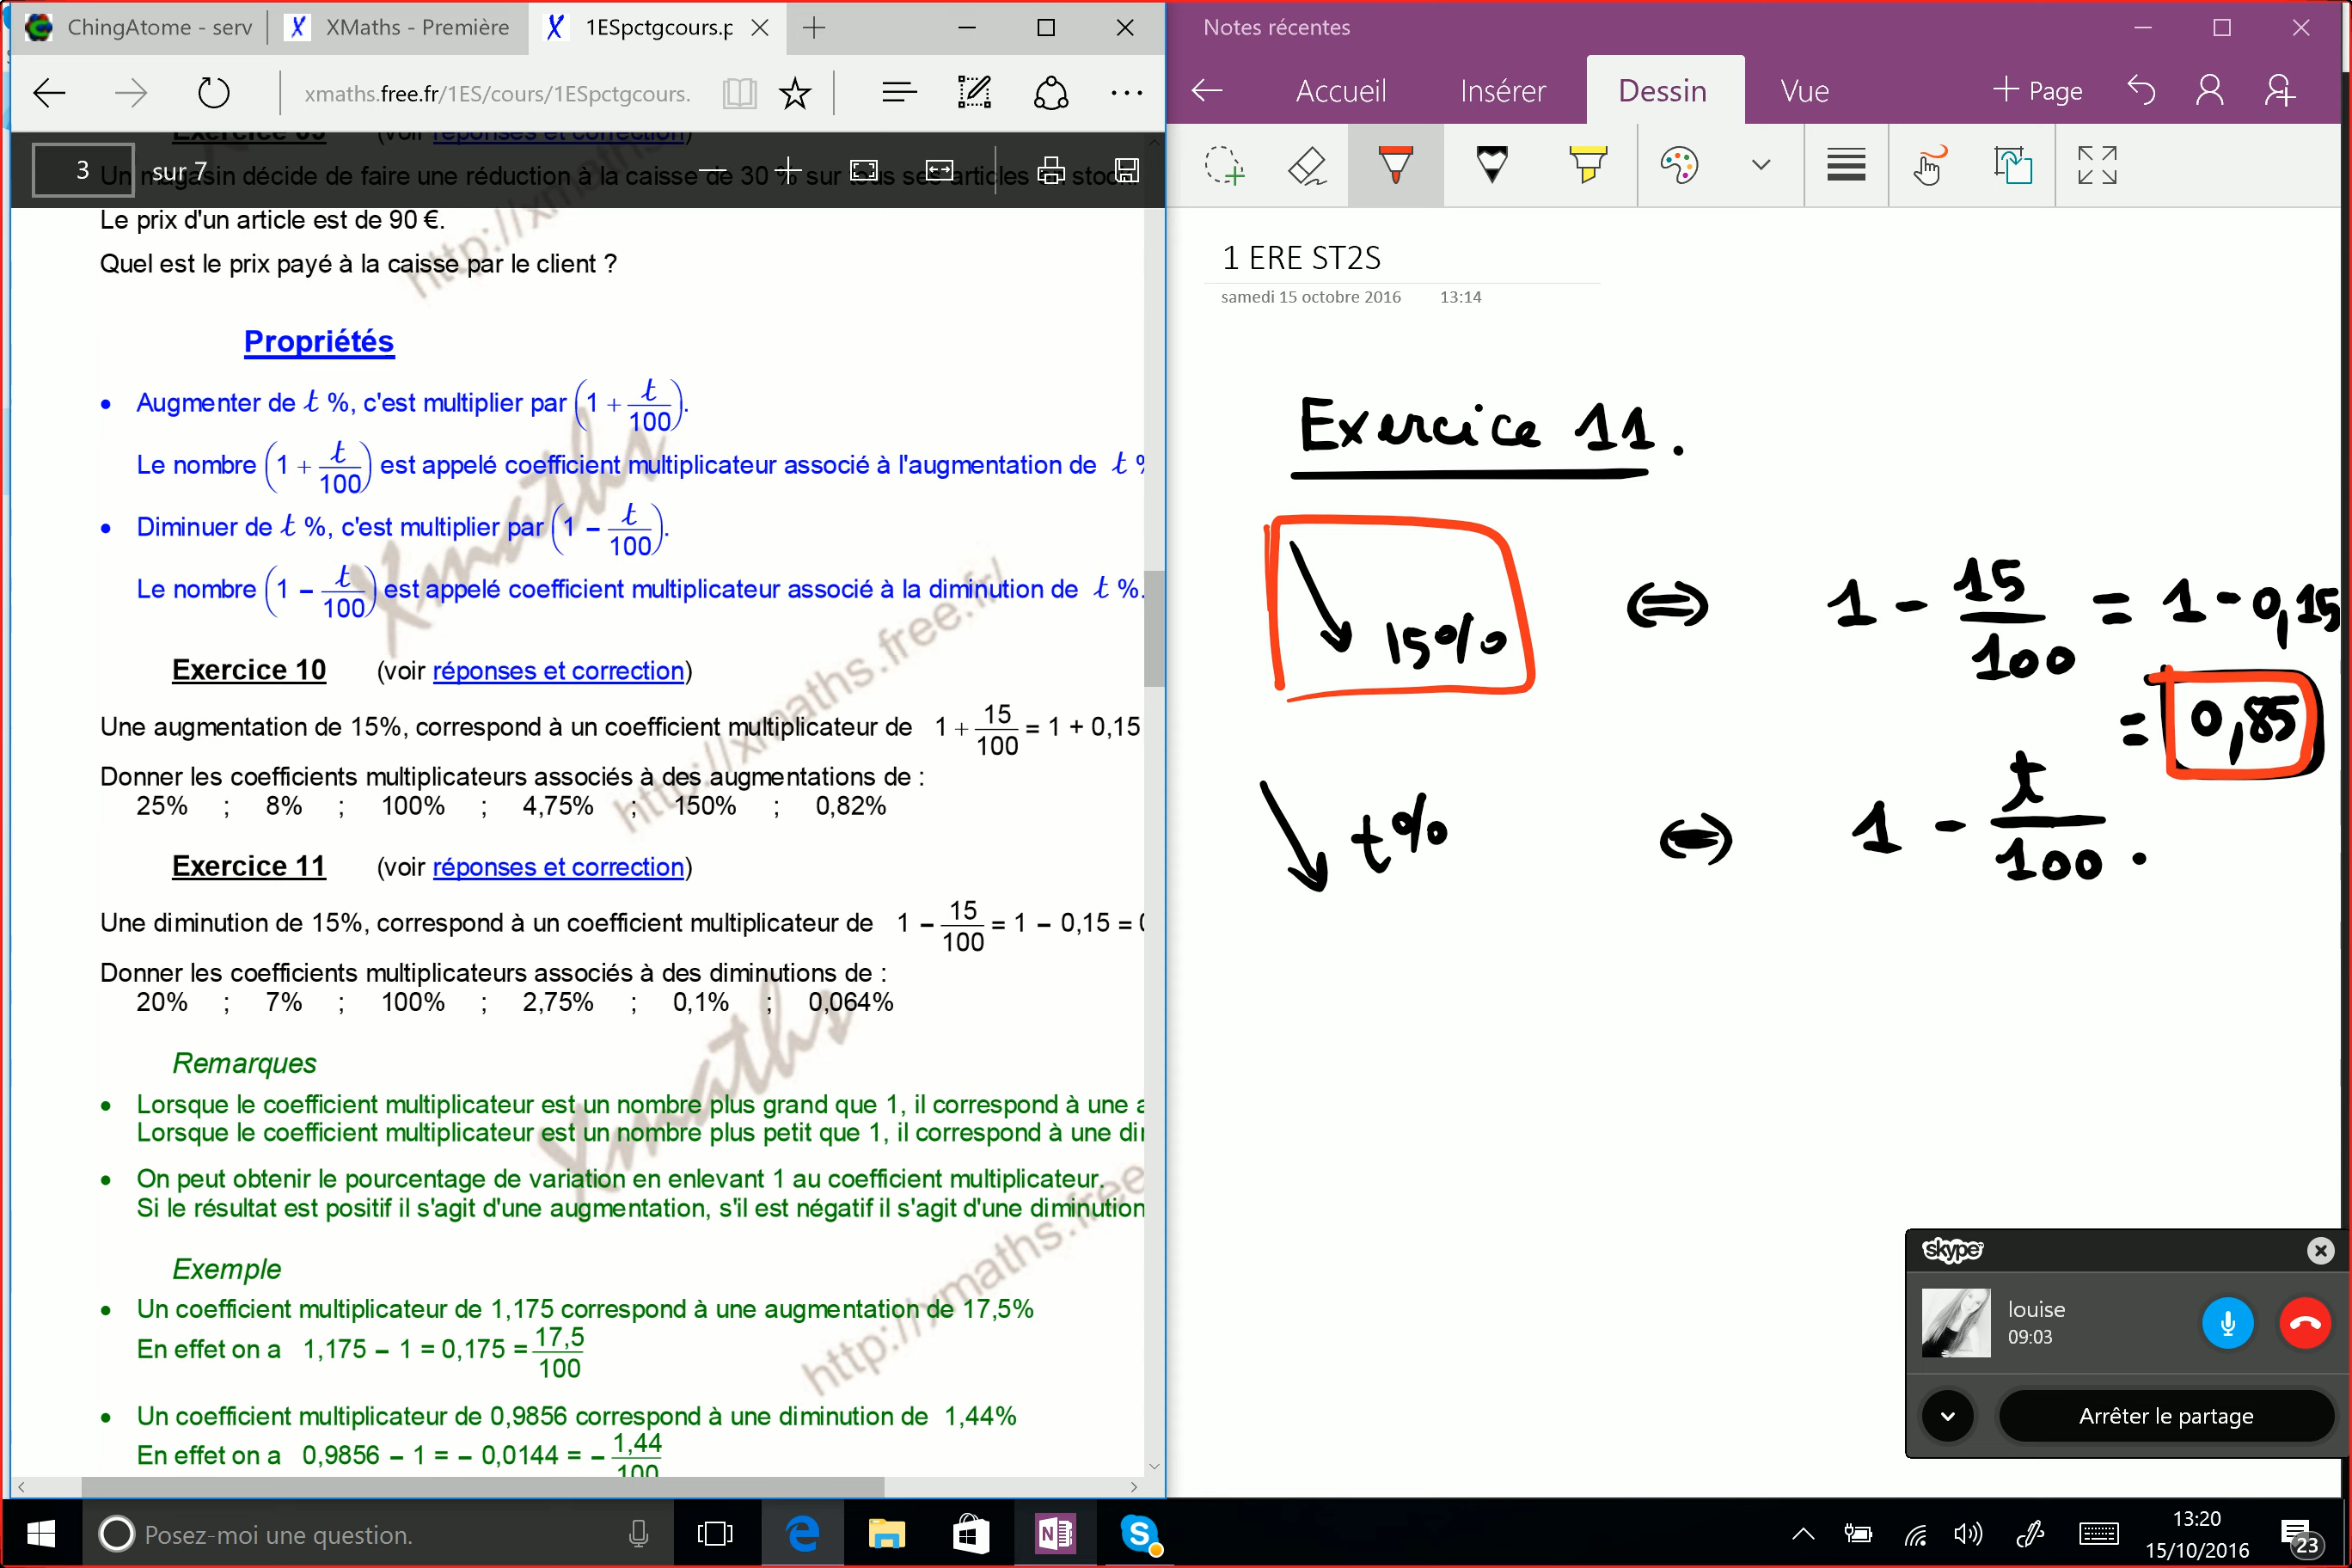 ChingAtome - serv
XMaths - Première
1ESpctgcours.p
xmaths.free.fr/1ES/cours/1ESpctgcours.
3 sur 7
Exercice 09 (voir réponses et correction)
Un magasin décide de faire une réduction à la caisse de 30 % sur tous ses articles en stock.
Le prix d'un article est de 90 €.
Quel est le prix payé à la caisse par le client ?
Propriétés
• Augmenter de t %, c'est multiplier par (1 + t/100).
Le nombre (1 + t/100) est appelé coefficient multiplicateur associé à l'augmentation de t %
• Diminuer de t %, c'est multiplier par (1 − t/100).
Le nombre (1 − t/100) est appelé coefficient multiplicateur associé à la diminution de t %.
Exercice 10 (voir réponses et correction)
Une augmentation de 15%, correspond à un coefficient multiplicateur de 1 + 15/100 = 1 + 0,15
Donner les coefficients multiplicateurs associés à des augmentations de :
25% ; 8% ; 100% ; 4,75% ; 150% ; 0,82%
Exercice 11 (voir réponses et correction)
Une diminution de 15%, correspond à un coefficient multiplicateur de 1 − 15/100 = 1 − 0,15 = 0
Donner les coefficients multiplicateurs associés à des diminutions de :
20% ; 7% ; 100% ; 2,75% ; 0,1% ; 0,064%
Remarques
• Lorsque le coefficient multiplicateur est un nombre plus grand que 1, il correspond à une a
Lorsque le coefficient multiplicateur est un nombre plus petit que 1, il correspond à une di
• On peut obtenir le pourcentage de variation en enlevant 1 au coefficient multiplicateur.
Si le résultat est positif il s'agit d'une augmentation, s'il est négatif il s'agit d'une diminution
Exemple
• Un coefficient multiplicateur de 1,175 correspond à une augmentation de 17,5%
En effet on a 1,175 − 1 = 0,175 = 17,5/100
• Un coefficient multiplicateur de 0,9856 correspond à une diminution de 1,44%
En effet on a 0,9856 − 1 = − 0,0144 = − 1,44/100
Xmaths
http://xmaths.free.fr/
Xmaths
http://xmaths.free
Notes récentes
Accueil Insérer Dessin Vue + Page
1 ERE ST2S
samedi 15 octobre 2016 13:14
Exercice 11.
↘ 15% ⇔ 1 - 15/100 = 1 - 0,15
= 0,85
↘ t% ⇔ 1 - t/100.
skype
louise
09:03
Arrêter le partage
Posez-moi une question.
13:20
15/10/2016
23